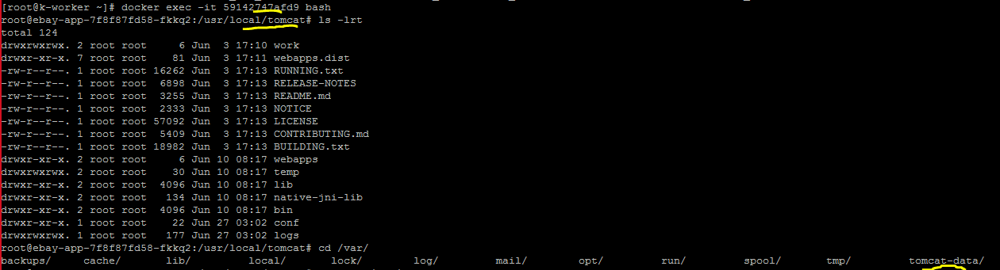 [root@k-worker ~]# docker exec -it 59142747afd9 bash
root@ebay-app-7f8f87fd58-fkkq2:/usr/local/tomcat# ls -lrt
total 124
drwxrwxrwx. 2 root root     6 Jun  3 17:10 work
drwxr-xr-x. 7 root root    81 Jun  3 17:11 webapps.dist
-rw-r--r--. 1 root root 16262 Jun  3 17:13 RUNNING.txt
-rw-r--r--. 1 root root  6898 Jun  3 17:13 RELEASE-NOTES
-rw-r--r--. 1 root root  3255 Jun  3 17:13 README.md
-rw-r--r--. 1 root root  2333 Jun  3 17:13 NOTICE
-rw-r--r--. 1 root root 57092 Jun  3 17:13 LICENSE
-rw-r--r--. 1 root root  5409 Jun  3 17:13 CONTRIBUTING.md
-rw-r--r--. 1 root root 18982 Jun  3 17:13 BUILDING.txt
drwxr-xr-x. 2 root root     6 Jun 10 08:17 webapps
drwxrwxrwx. 2 root root    30 Jun 10 08:17 temp
drwxr-xr-x. 2 root root  4096 Jun 10 08:17 lib
drwxr-xr-x. 2 root root   134 Jun 10 08:17 native-jni-lib
drwxr-xr-x. 2 root root  4096 Jun 10 08:17 bin
drwxr-xr-x. 1 root root    22 Jun 27 03:02 conf
drwxrwxrwx. 1 root root   177 Jun 27 03:02 logs
root@ebay-app-7f8f87fd58-fkkq2:/usr/local/tomcat# cd /var/
backups/ cache/ lib/ local/ lock/ log/ mail/ opt/ run/ spool/ tmp/ tomcat-data/